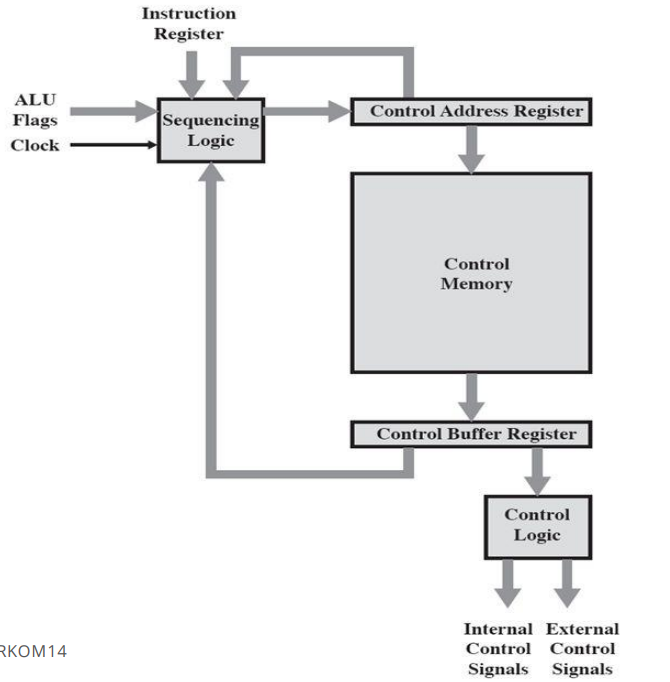 Instruction
Register
ALU
Flags
Clock
Sequencing
Logic
Control Address Register
Control
Memory
Control Buffer Register
Control
Logic
Internal
Control
Signals
External
Control
Signals
RKOM14